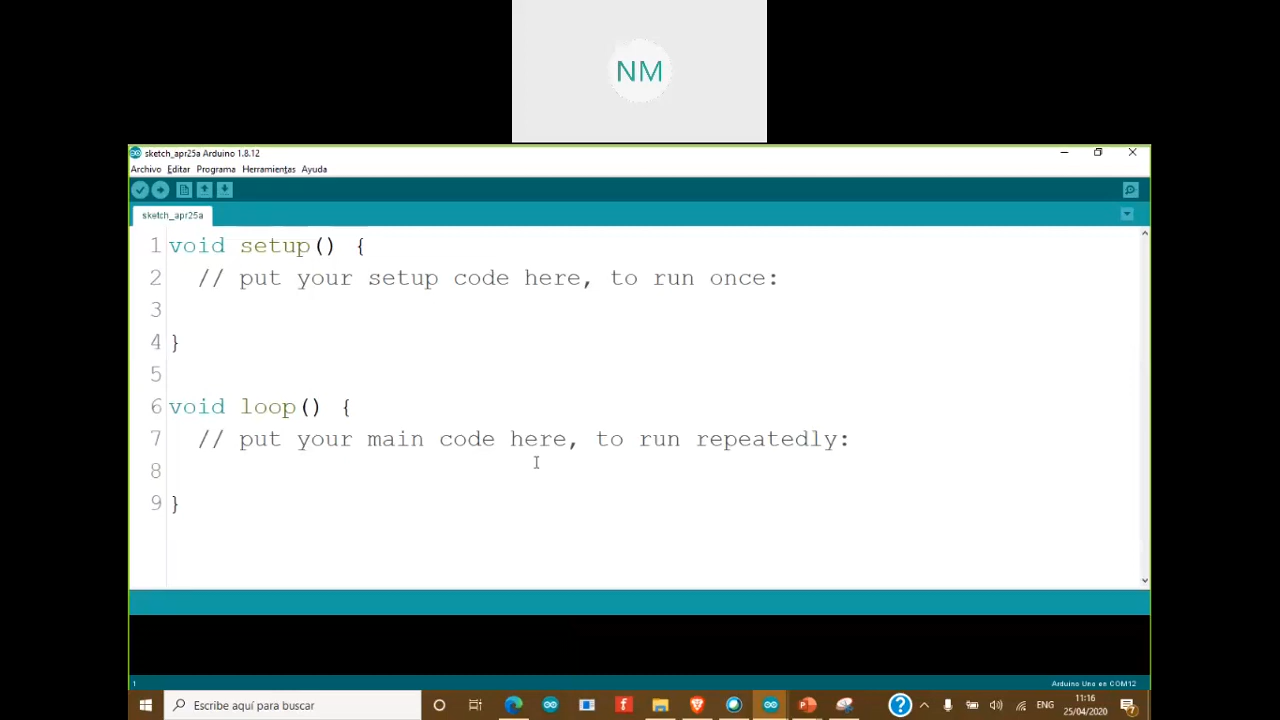 NM
sketch_apr25a Arduino 1.8.12
Archivo Editar Programa Herramientas Ayuda
sketch_apr25a
1 void setup() {
2 // put your setup code here, to run once:
3
4 }
5
6 void loop() {
7 // put your main code here, to run repeatedly:
8
9 }
1 Arduino Uno en COM12
Escribe aquí para buscar
ENG
11:16
25/04/2020